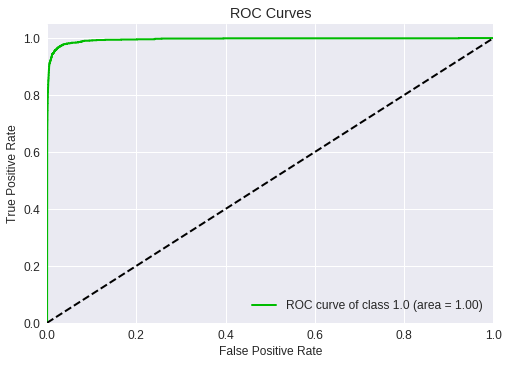 ROC Curves
1.0
0.8
0.6
0.4
0.2
0.0
True Positive Rate
ROC curve of class 1.0 (area = 1.00)
0.0 0.2 0.4 0.6 0.8 1.0
False Positive Rate